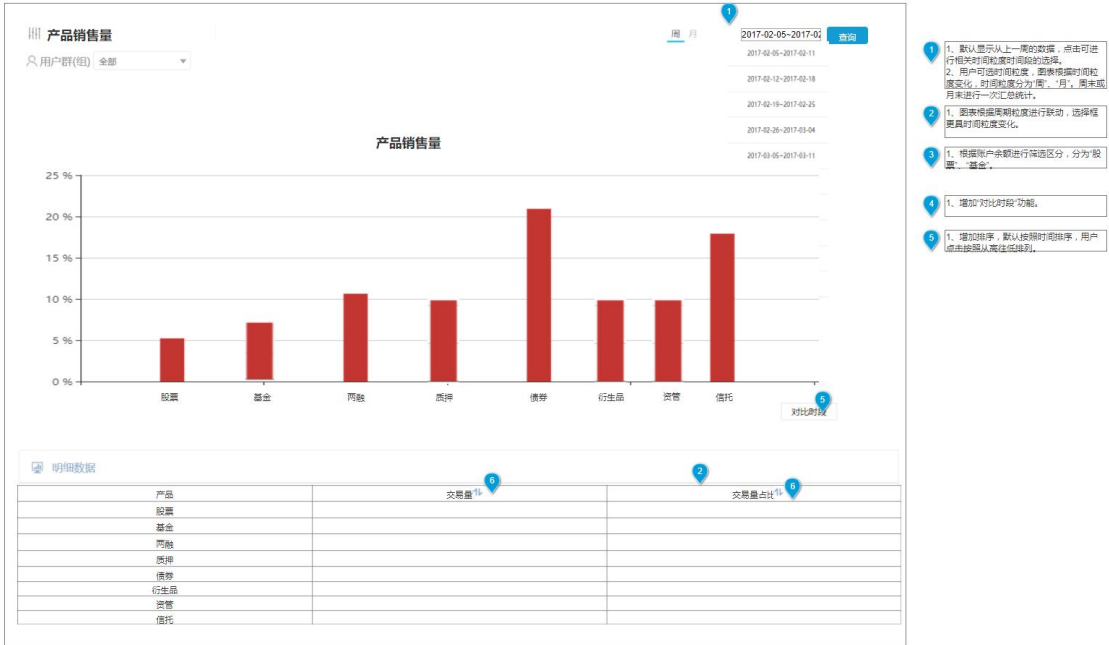 1
产品销售量
周 月
2017-02-05~2017-02
查询
用户群(组) 全部
2017-02-05~2017-02-11
2017-02-12~2017-02-18
2017-02-19~2017-02-25
2017-02-26~2017-03-04
2017-03-05~2017-03-11
产品销售量
25 %
20 %
15 %
10 %
5 %
0 %
股票 基金 两融 质押 债券 衍生品 资管 信托
5
对比时段
明细数据
2
6
6
产品 交易量 交易量占比
股票
基金
两融
质押
债券
衍生品
资管
信托
1
1、默认显示从上一周的数据，点击可进
行相关时间粒度时间段的选择。
2、用户可选时间粒度，图表根据时间粒
度变化，时间粒度分为“周”、“月”。周末或
月末进行一次汇总统计。
2
1、图表根据周期粒度进行联动，选择框
更具时间粒度变化。
3
1、根据账户余额进行筛选区分，分为“股
票”、“基金”。
4
1、增加“对比时段”功能。
5
1、增加排序，默认按照时间排序，用户
点击按照从高往低排列。